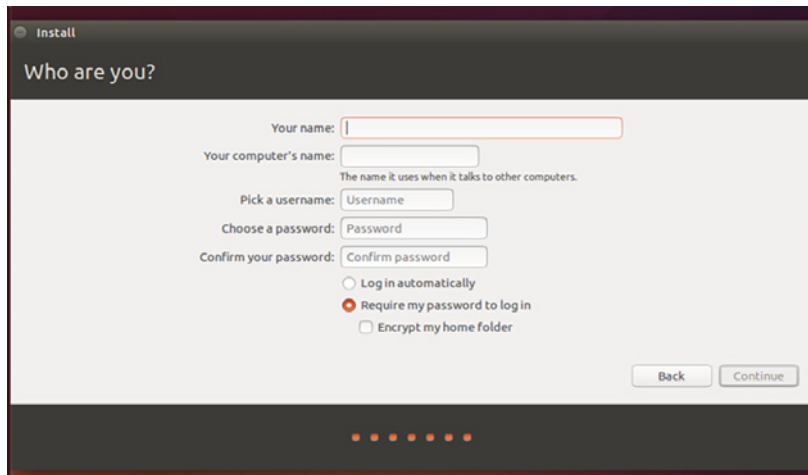 Install
Who are you?
Your name:
Your computer's name:
The name it uses when it talks to other computers.
Pick a username: Username
Choose a password: Password
Confirm your password: Confirm password
Log in automatically
Require my password to log in
Encrypt my home folder
Back Continue